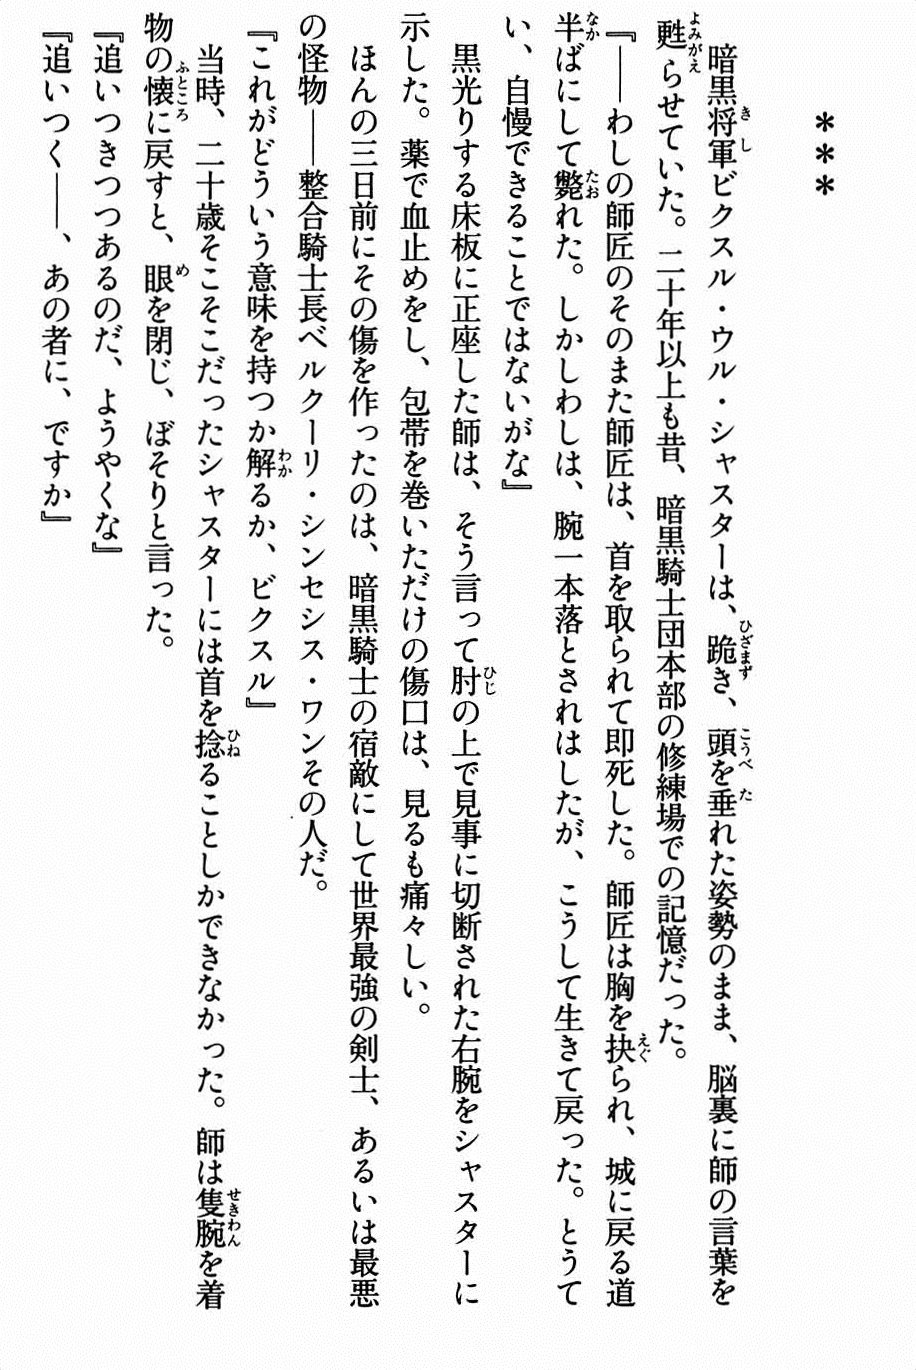 ＊＊＊
暗黒将軍ビクスル・ウル・シャスターは、跪き、頭を垂れた姿勢のまま、脳裏に師の言葉を
甦らせていた。二十年以上も昔、暗黒騎士団本部の修練場での記憶だった。
『――わしの師匠のそのまた師匠は、首を取られて即死した。師匠は胸を抉られ、城に戻る道
半ばにして斃れた。しかしわしは、腕一本落とされはしたが、こうして生きて戻った。とうて
い、自慢できることではないがな』
黒光りする床板に正座した師は、そう言って肘の上で見事に切断された右腕をシャスターに
示した。薬で血止めをし、包帯を巻いただけの傷口は、見るも痛々しい。
ほんの三日前にその傷を作ったのは、暗黒騎士の宿敵にして世界最強の剣士、あるいは最悪
の怪物――整合騎士長ベルクーリ・シンセシス・ワンその人だ。
『これがどういう意味を持つか解るか、ビクスル』
当時、二十歳そこそこだったシャスターには首を捻ることしかできなかった。師は隻腕を着
物の懐に戻すと、眼を閉じ、ぼそりと言った。
『追いつきつつあるのだ、ようやくな』
『追いつく――、あの者に、ですか』